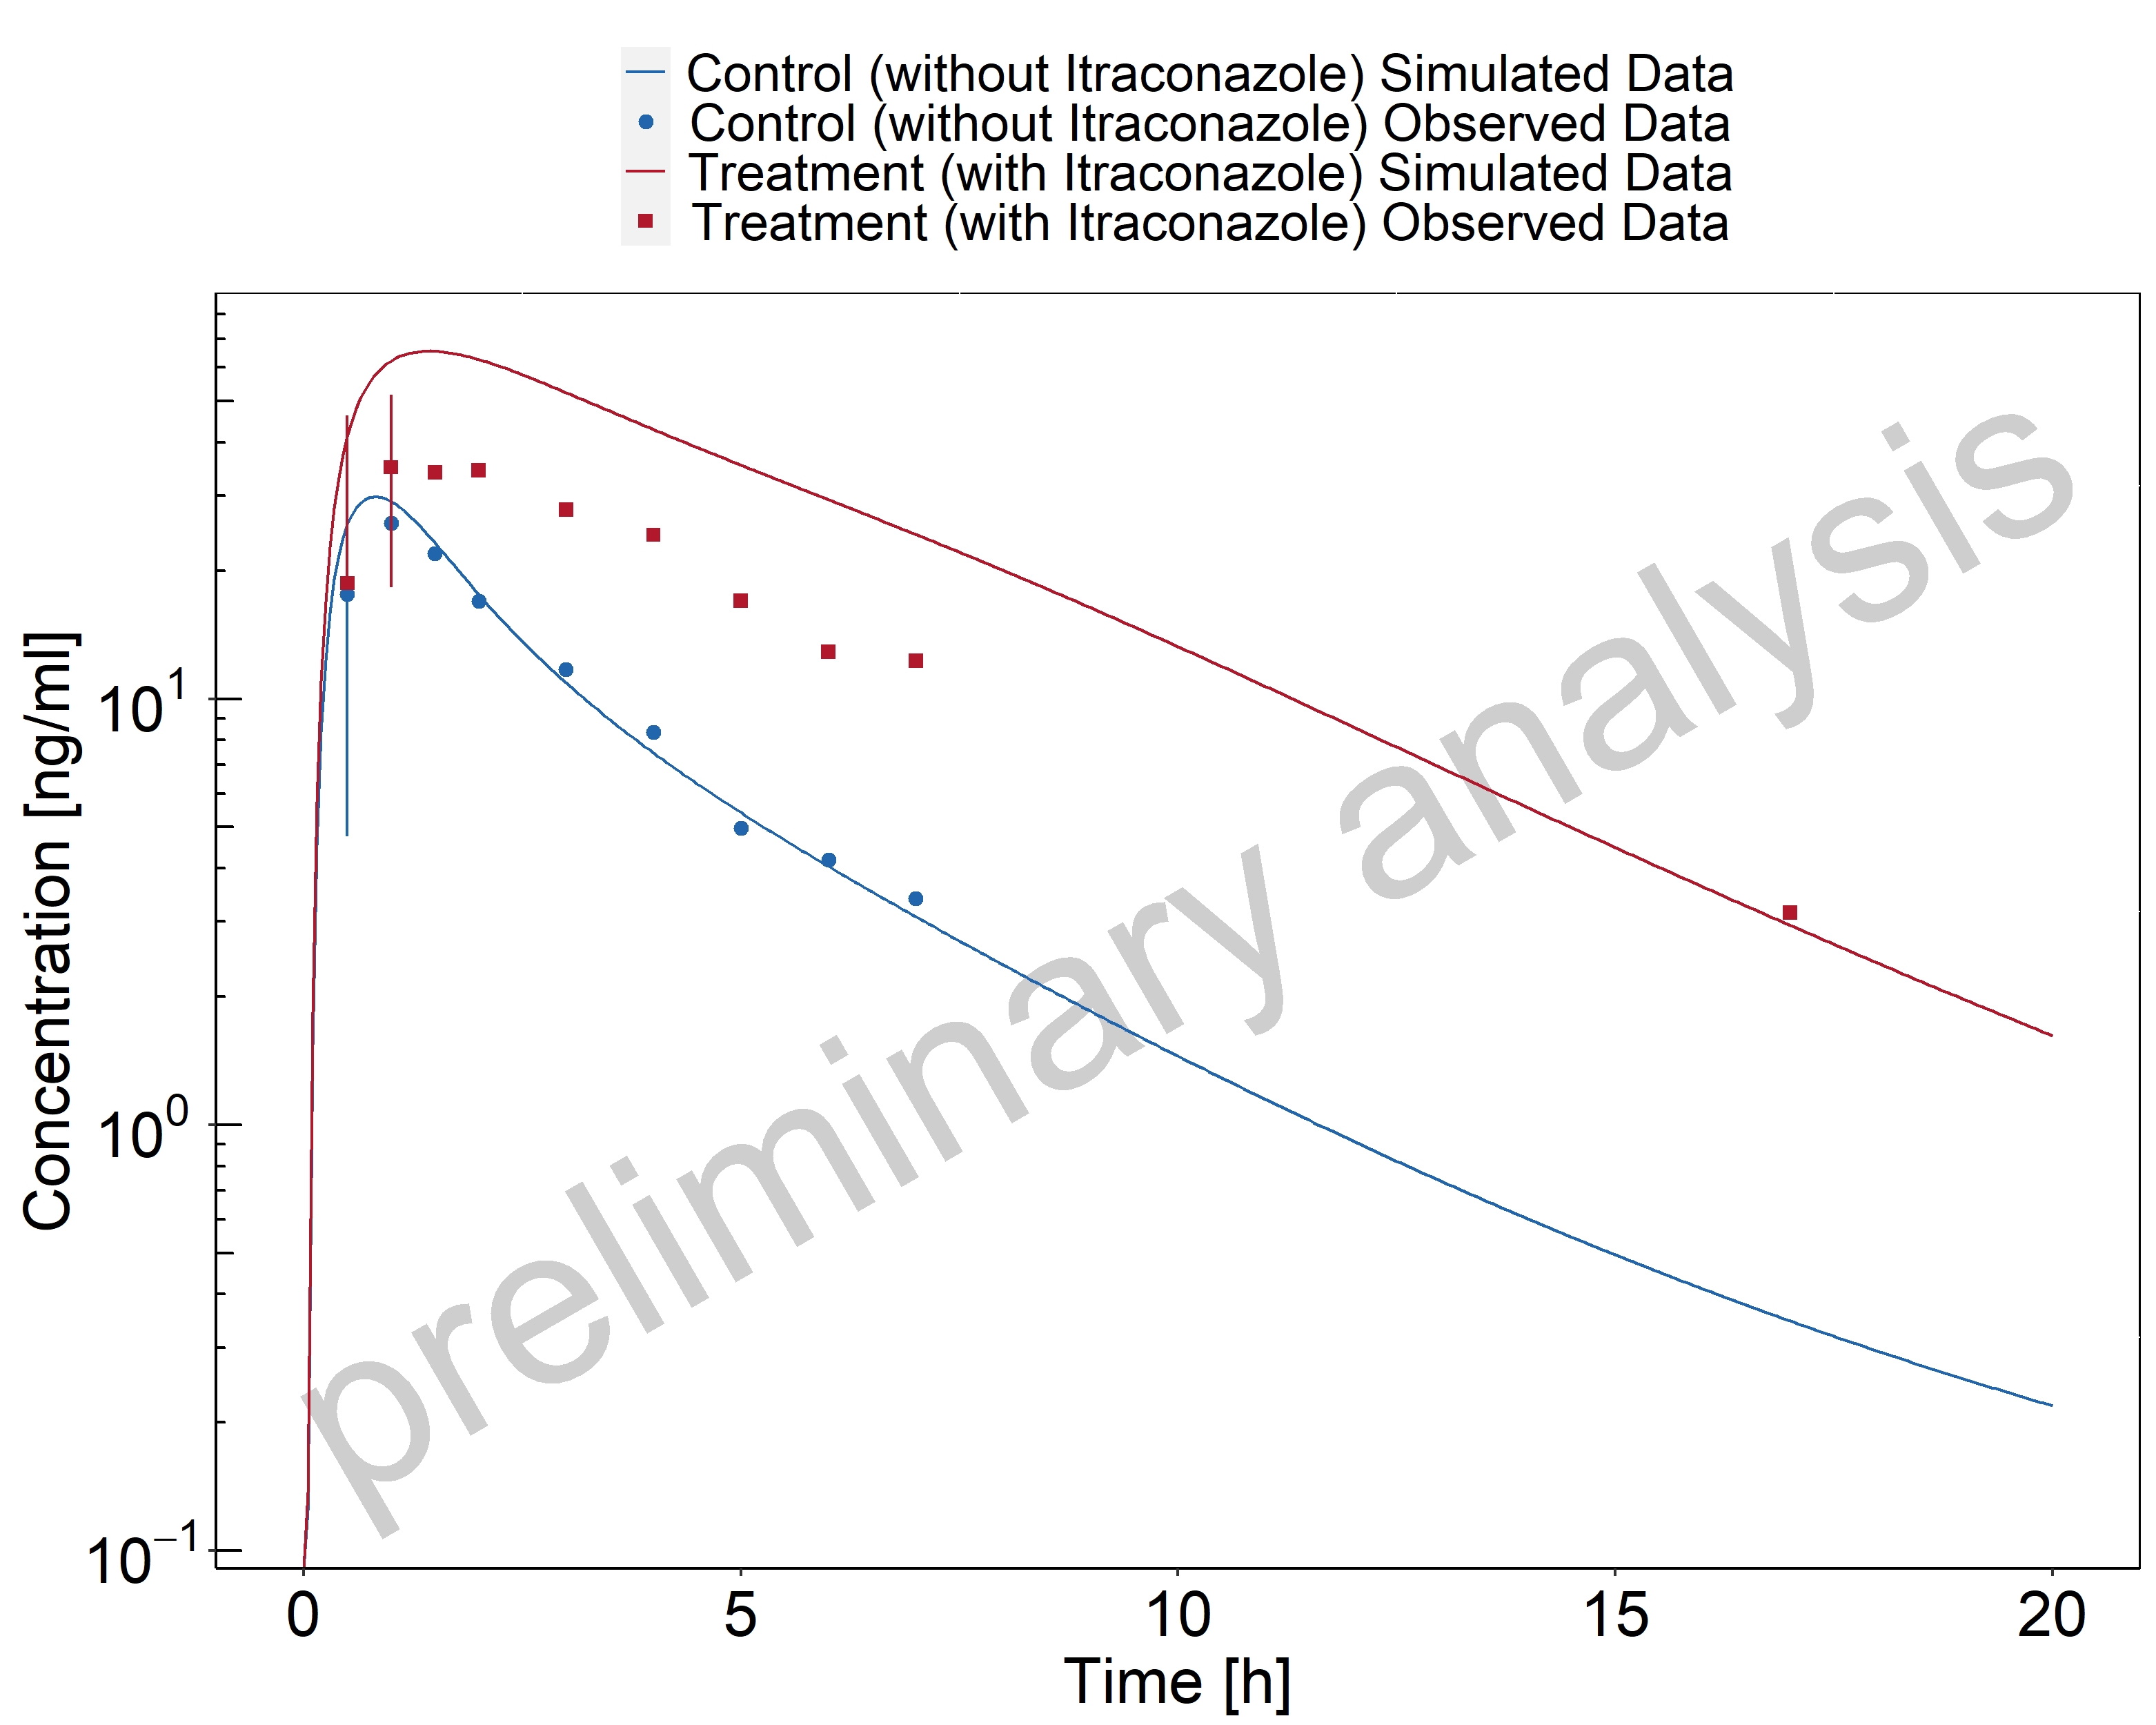 Control (without Itraconazole) Simulated Data
Control (without Itraconazole) Observed Data
Treatment (with Itraconazole) Simulated Data
Treatment (with Itraconazole) Observed Data
Concentration [ng/ml]
10¹
10⁰
10⁻¹
preliminary analysis
0 5 10 15 20
Time [h]